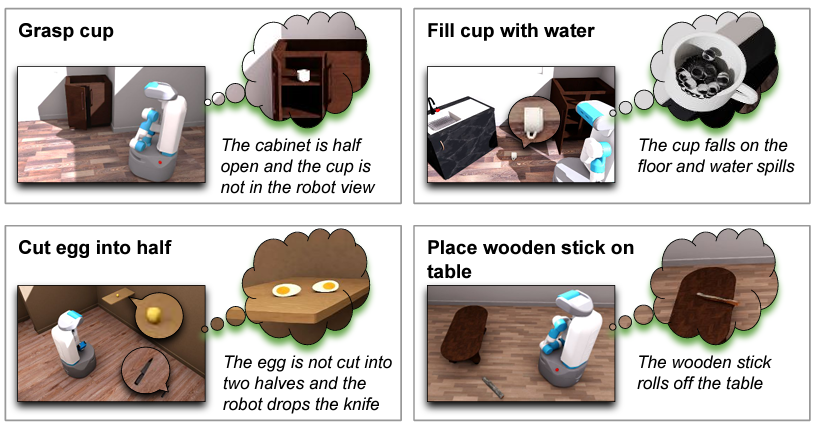 Grasp cup
The cabinet is half
open and the cup is
not in the robot view
Fill cup with water
The cup falls on the
floor and water spills
Cut egg into half
The egg is not cut into
two halves and the
robot drops the knife
Place wooden stick on
table
The wooden stick
rolls off the table